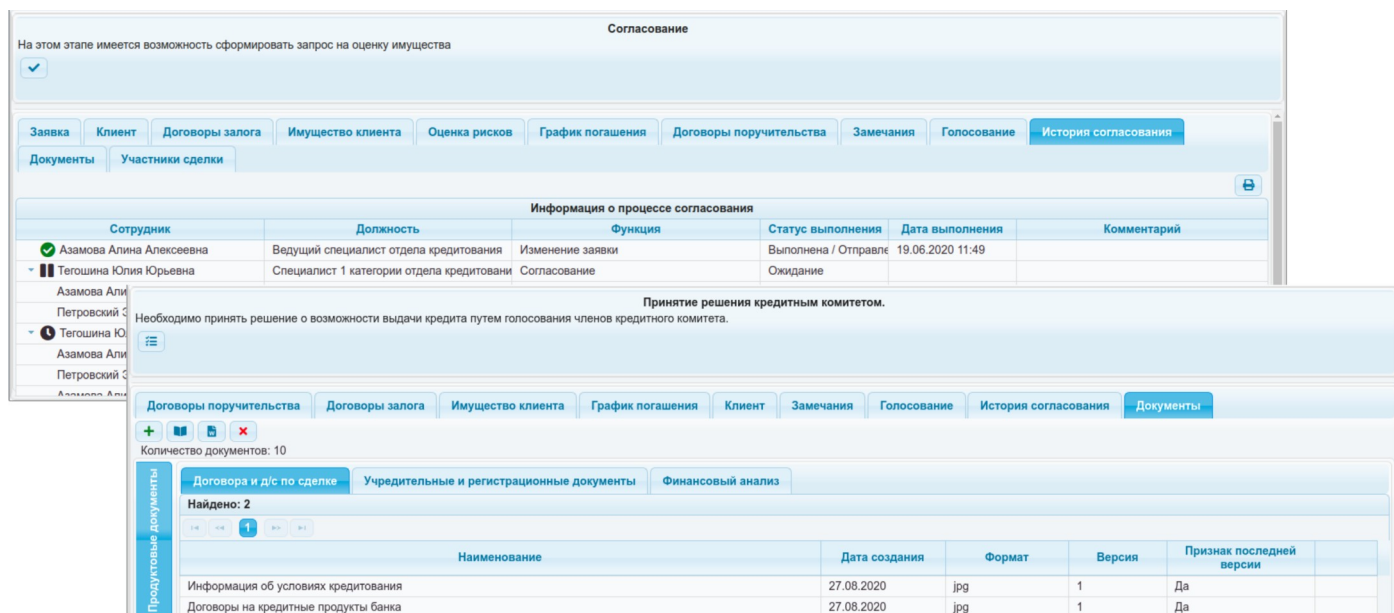 Согласование
На этом этапе имеется возможность сформировать запрос на оценку имущества
Заявка Клиент Договоры залога Имущество клиента Оценка рисков График погашения Договоры поручительства Замечания Голосование История согласования
Документы Участники сделки
Информация о процессе согласования
Сотрудник Должность Функция Статус выполнения Дата выполнения Комментарий
Азамова Алина Алексеевна Ведущий специалист отдела кредитования Изменение заявки Выполнена / Отправле 19.06.2020 11:49
Тегошина Юлия Юрьевна Специалист 1 категории отдела кредитовани Согласование Ожидание
Азамова Али
Петровский
Тегошина Ю
Азамова Али
Петровский
Принятие решения кредитным комитетом.
Необходимо принять решение о возможности выдачи кредита путем голосования членов кредитного комитета.
Договоры поручительства Договоры залога Имущество клиента График погашения Клиент Замечания Голосование История согласования Документы
Количество документов: 10
Продуктовые документы
Договора и д/с по сделке Учредительные и регистрационные документы Финансовый анализ
Найдено: 2
1
Наименование Дата создания Формат Версия Признак последней версии
Информация об условиях кредитования 27.08.2020 jpg 1 Да
Договоры на кредитные продукты банка 27.08.2020 jpg 1 Да